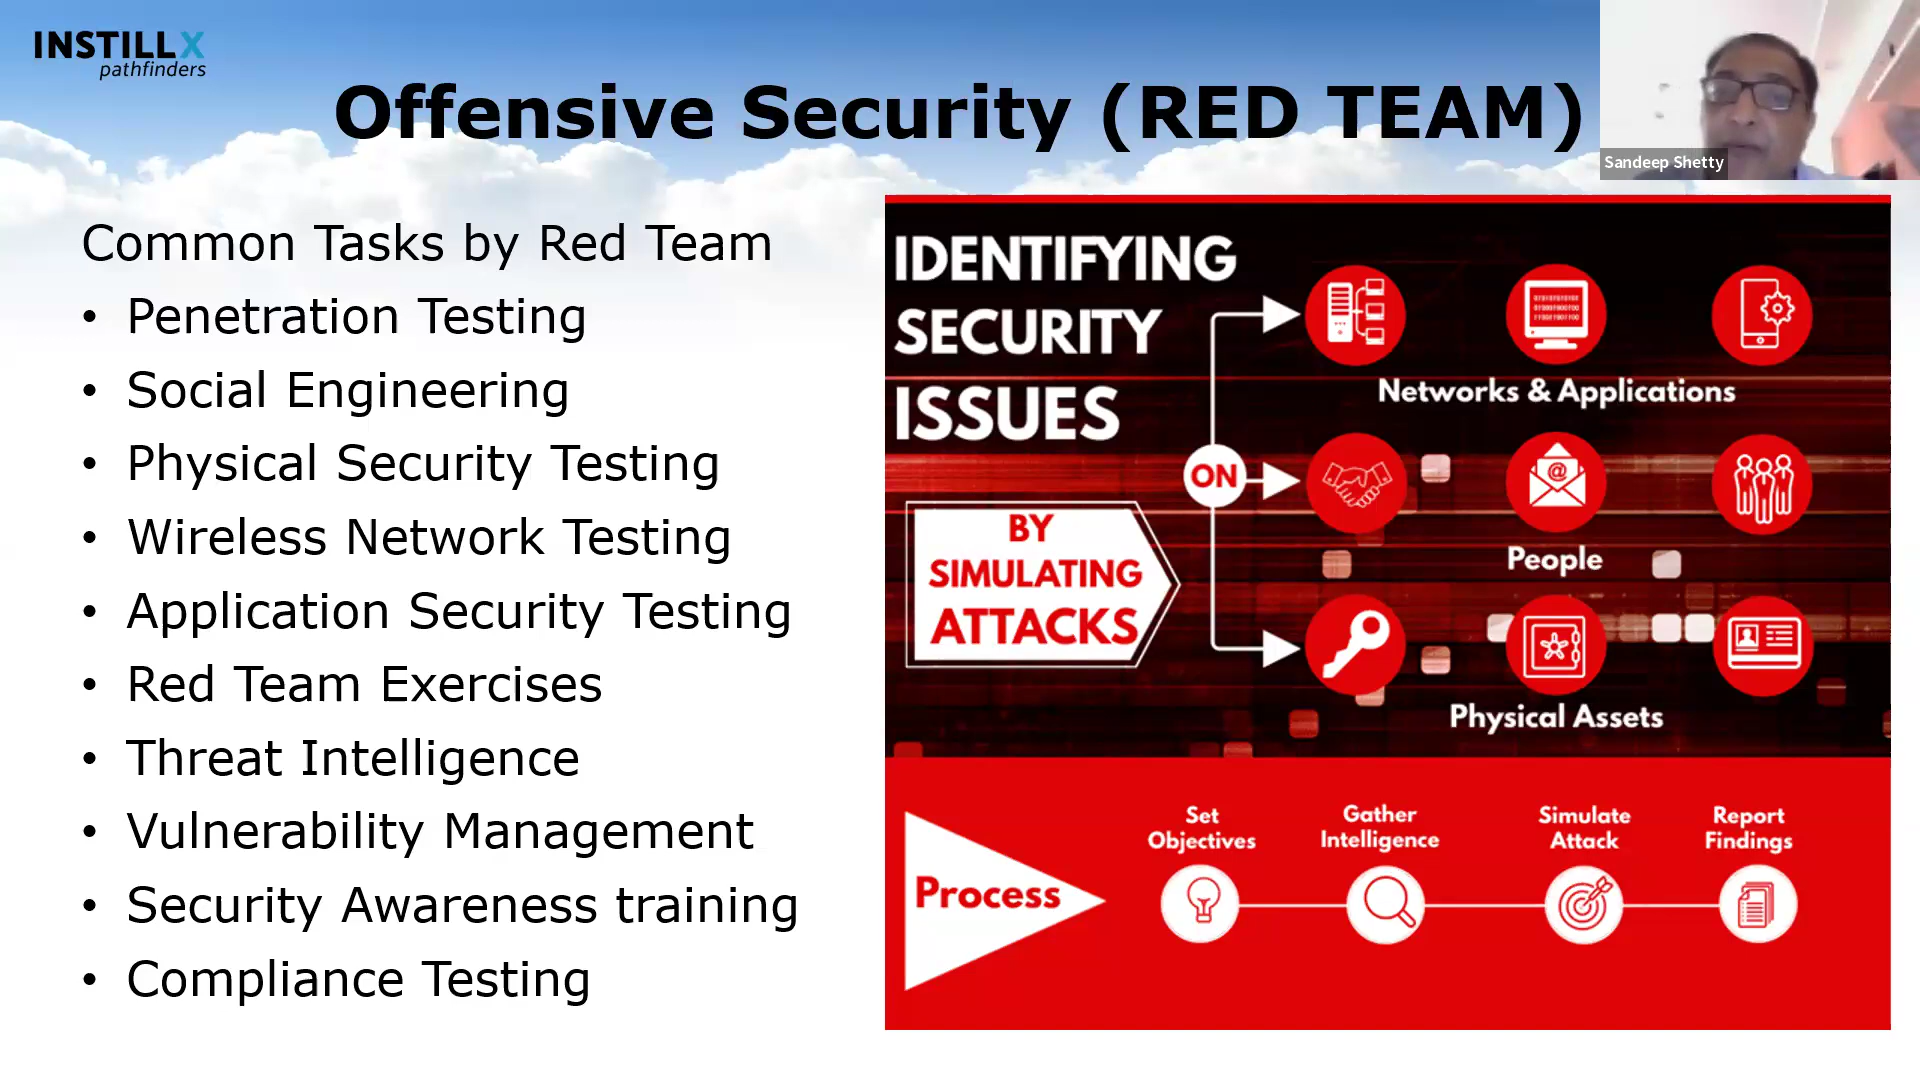 INSTILLX
pathfinders
Offensive Security (RED TEAM)
Sandeep Shetty
Common Tasks by Red Team
• Penetration Testing
• Social Engineering
• Physical Security Testing
• Wireless Network Testing
• Application Security Testing
• Red Team Exercises
• Threat Intelligence
• Vulnerability Management
• Security Awareness training
• Compliance Testing
IDENTIFYING
SECURITY
ISSUES
BY
SIMULATING
ATTACKS
ON
Networks & Applications
@
People
Physical Assets
Process
Set
Objectives
Gather
Intelligence
Simulate
Attack
Report
Findings